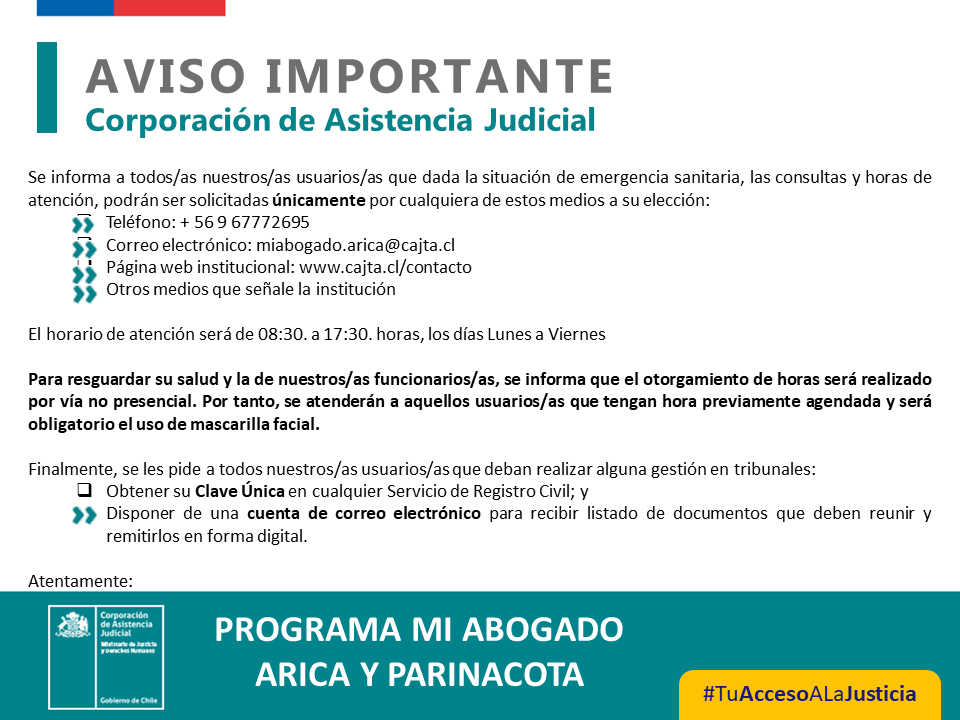 AVISO IMPORTANTE
Corporación de Asistencia Judicial
Se informa a todos/as nuestros/as usuarios/as que dada la situación de emergencia sanitaria, las consultas y horas de
atención, podrán ser solicitadas únicamente por cualquiera de estos medios a su elección:
Teléfono: + 56 9 67772695
Correo electrónico: miabogado.arica@cajta.cl
Página web institucional: www.cajta.cl/contacto
Otros medios que señale la institución
El horario de atención será de 08:30. a 17:30. horas, los días Lunes a Viernes
Para resguardar su salud y la de nuestros/as funcionarios/as, se informa que el otorgamiento de horas será realizado
por vía no presencial. Por tanto, se atenderán a aquellos usuarios/as que tengan hora previamente agendada y será
obligatorio el uso de mascarilla facial.
Finalmente, se les pide a todos nuestros/as usuarios/as que deban realizar alguna gestión en tribunales:
Obtener su Clave Única en cualquier Servicio de Registro Civil; y
Disponer de una cuenta de correo electrónico para recibir listado de documentos que deben reunir y
remitirlos en forma digital.
Atentamente:
Corporación
de Asistencia
Judicial
Ministerio de Justicia
y Derechos Humanos
Gobierno de Chile
PROGRAMA MI ABOGADO
ARICA Y PARINACOTA
#TuAccesoALaJusticia